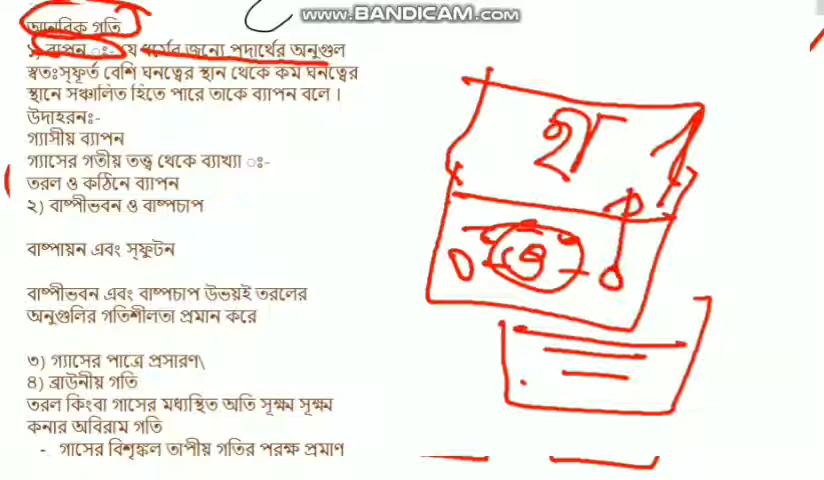 www.BANDICAM.com
আনবিক গতি
১) ব্যাপন ঃ- যে ধর্মের জন্যে পদার্থের অনুগুল
স্বতঃস্ফূর্ত বেশি ঘনত্বের স্থান থেকে কম ঘনত্বের
স্থানে সঞ্চালিত হিতে পারে তাকে ব্যাপন বলে ।
উদাহরনঃ-
গ্যাসীয় ব্যাপন
গ্যাসের গতীয় তত্ত্ব থেকে ব্যাখ্যা ঃ-
তরল ও কঠিনে ব্যাপন
২) বাষ্পীভবন ও বাষ্পচাপ
বাষ্পায়ন এবং স্ফুটন
বাষ্পীভবন এবং বাষ্পচাপ উভয়ই তরলের
অনুগুলির গতিশীলতা প্রমান করে
৩) গ্যাসের পাত্রে প্রসারণ\
৪) ব্রাউনীয় গতি
তরল কিংবা গাসের মধ্যস্থিত অতি সূক্ষ্ম সূক্ষ্ম
কনার অবিরাম গতি
- গাসের বিশৃঙ্কল তাপীয় গতির পরক্ষ প্রমাণ